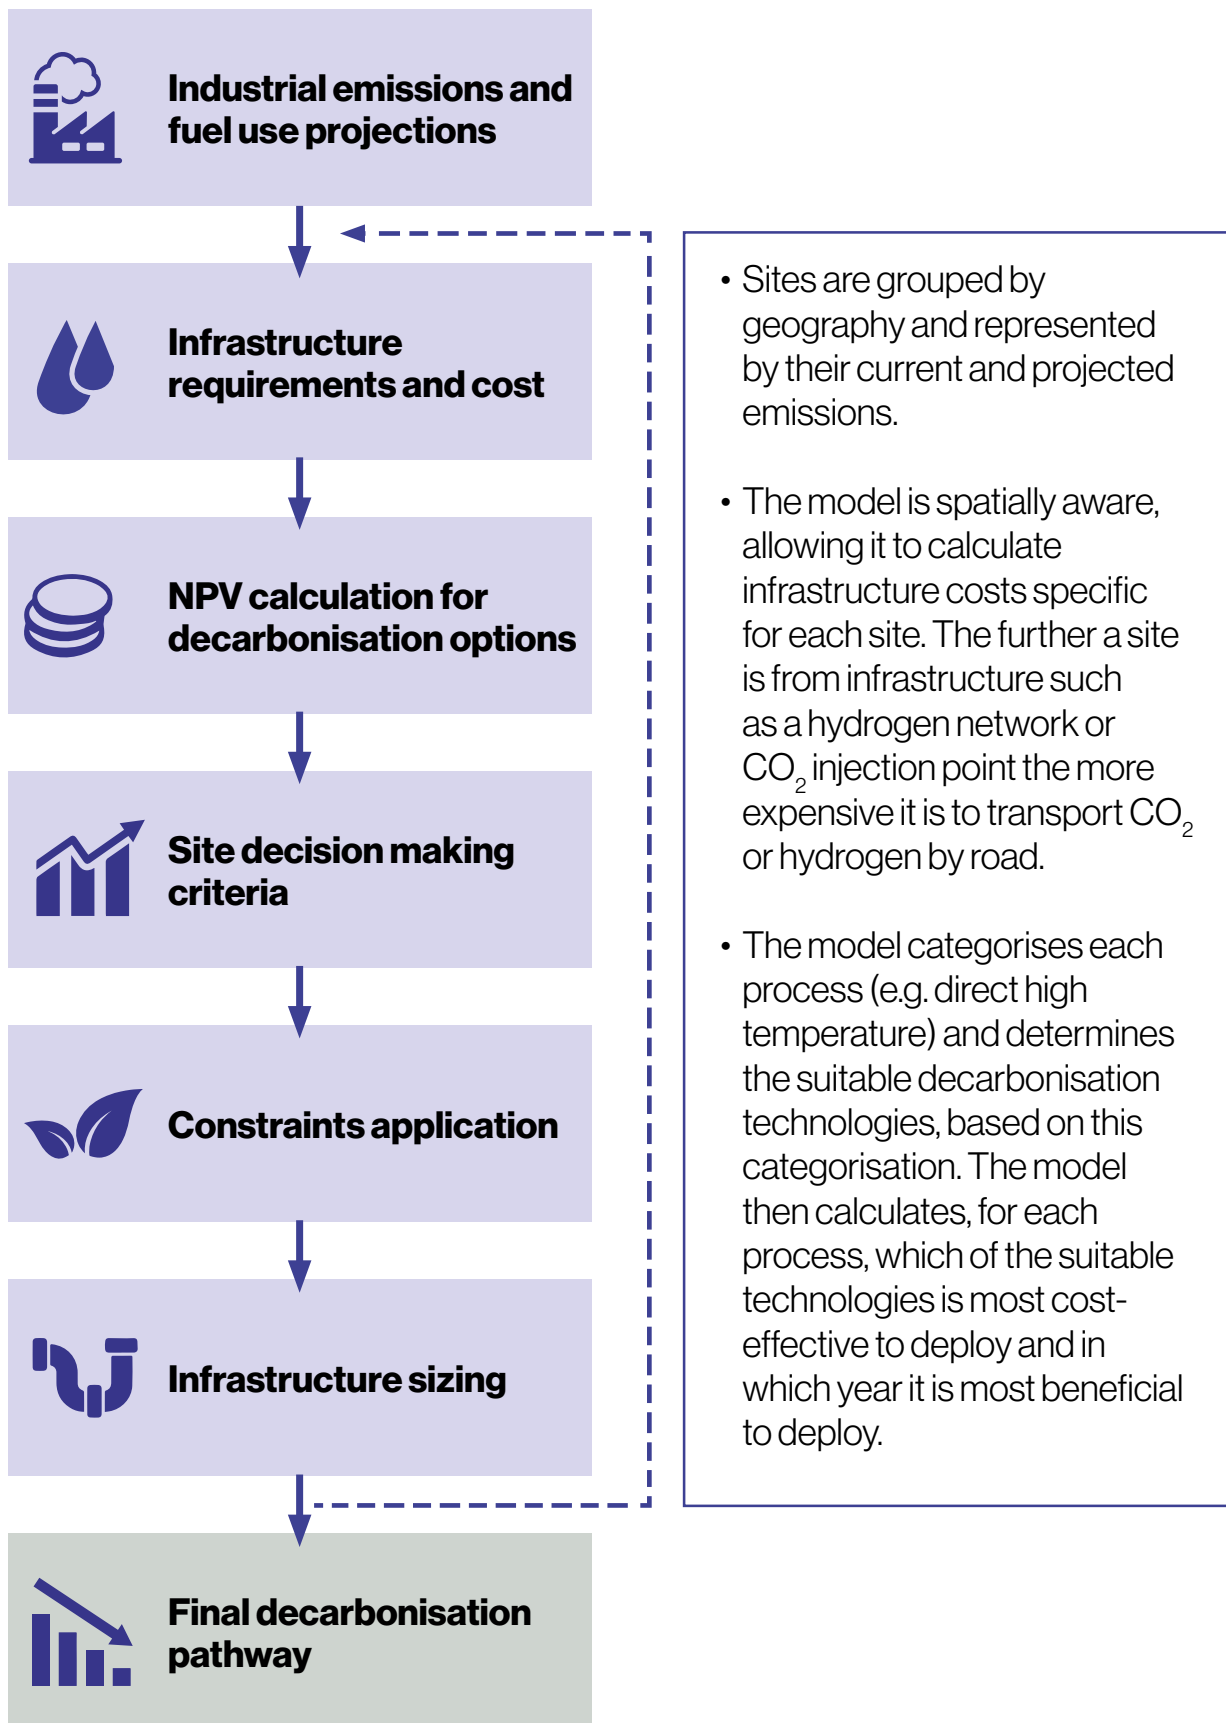 Industrial emissions and
fuel use projections
Infrastructure
requirements and cost
NPV calculation for
decarbonisation options
Site decision making
criteria
Constraints application
Infrastructure sizing
Final decarbonisation
pathway
• Sites are grouped by
geography and represented
by their current and projected
emissions.
• The model is spatially aware,
allowing it to calculate
infrastructure costs specific
for each site. The further a site
is from infrastructure such
as a hydrogen network or
CO₂ injection point the more
expensive it is to transport CO₂
or hydrogen by road.
• The model categorises each
process (e.g. direct high
temperature) and determines
the suitable decarbonisation
technologies, based on this
categorisation. The model
then calculates, for each
process, which of the suitable
technologies is most cost-
effective to deploy and in
which year it is most beneficial
to deploy.